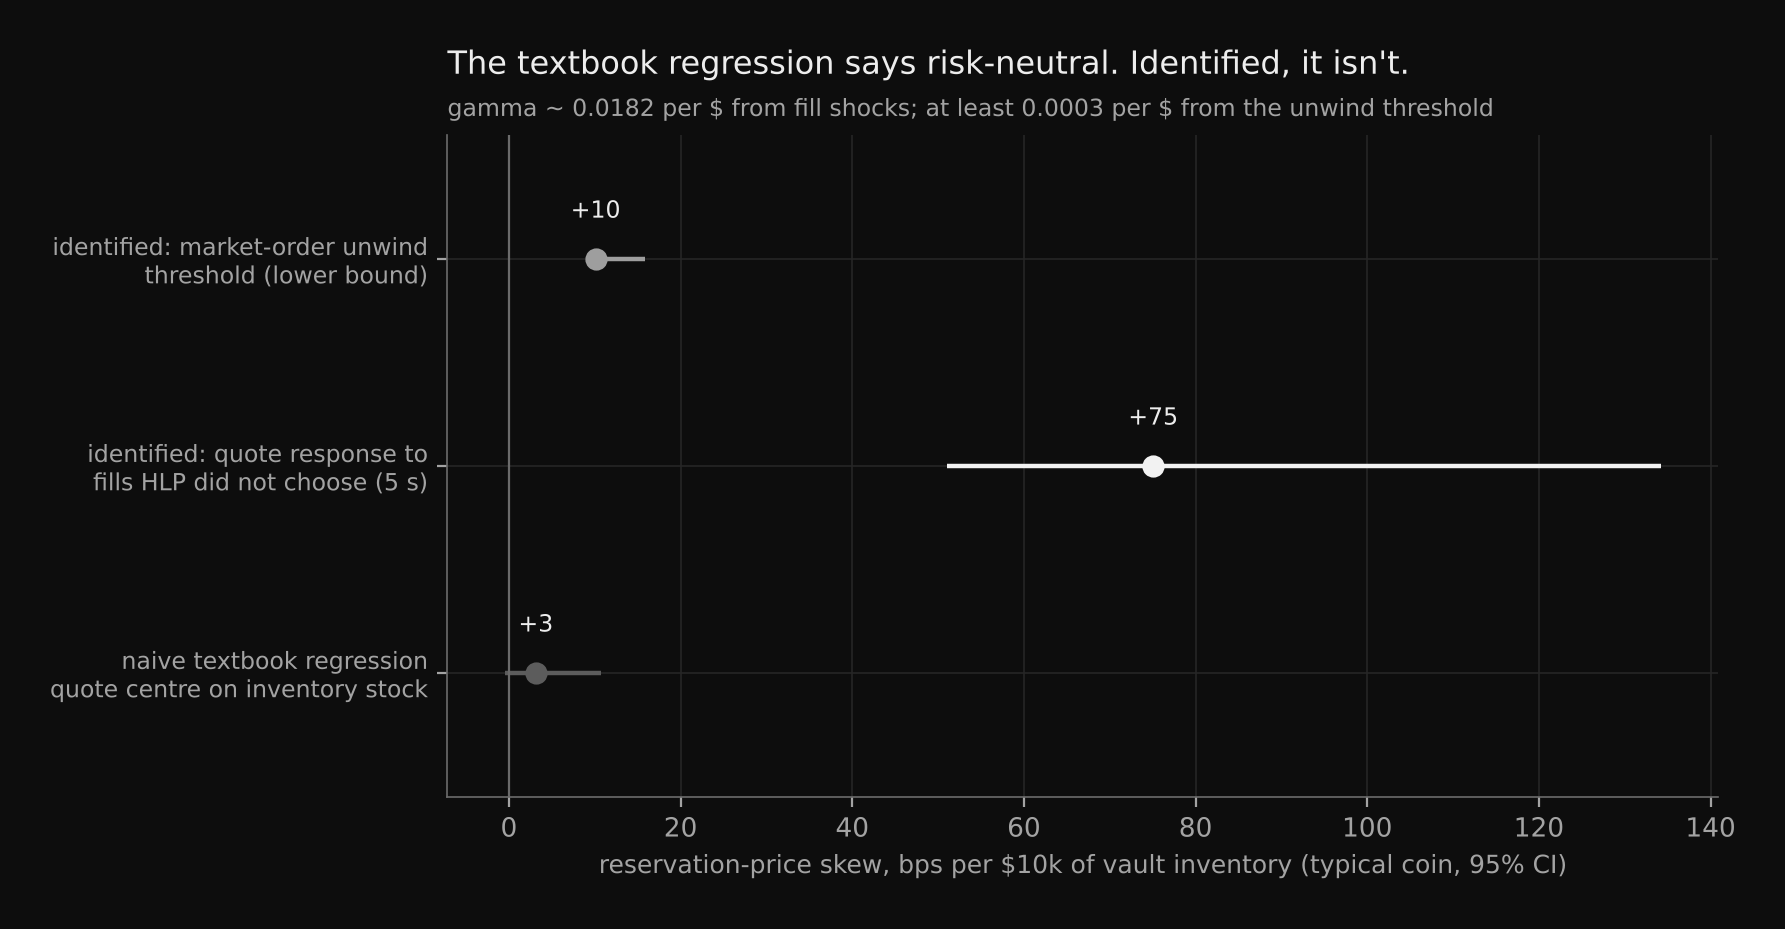 The textbook regression says risk-neutral. Identified, it isn't.
gamma ~ 0.0182 per $ from fill shocks; at least 0.0003 per $ from the unwind threshold
+10
identified: market-order unwind
threshold (lower bound)
+75
identified: quote response to
fills HLP did not choose (5 s)
+3
naive textbook regression
quote centre on inventory stock
0 20 40 60 80 100 120 140
reservation-price skew, bps per $10k of vault inventory (typical coin, 95% CI)